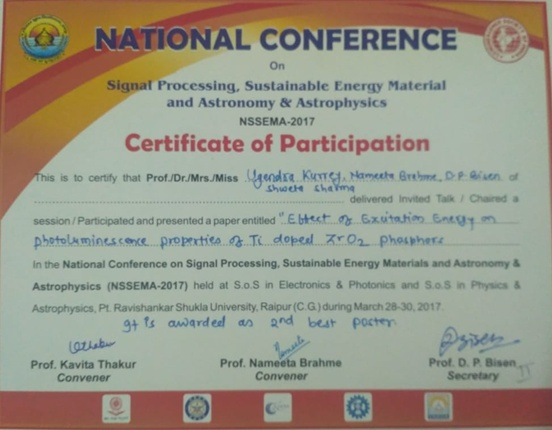 NATIONAL CONFERENCE
On
Signal Processing, Sustainable Energy Material
and Astronomy & Astrophysics
NSSEMA-2017
Certificate of Participation
This is to certify that Prof./Dr./Mrs./Miss Ugendra Kurrey, Nameeta Brahme, D.P. Bisen of
Shweta Sharma
delivered Invited Talk / Chaired a
session / Participated and presented a paper entitled "Effect of Exitation Energy on
photoluminescence properties of Ti doped ZrO2 phosphors
In the National Conference on Signal Processing, Sustainable Energy Materials and Astronomy &
Astrophysics (NSSEMA-2017) held at S.o.S in Electronics & Photonics and S.o.S in Physics &
Astrophysics, Pt. Ravishankar Shukla University, Raipur (C.G.) during March 28-30, 2017.
It is awarded as 2nd best poster.
Prof. Kavita Thakur Prof. Nameeta Brahme Prof. D. P. Bisen
Convener Convener Secretary